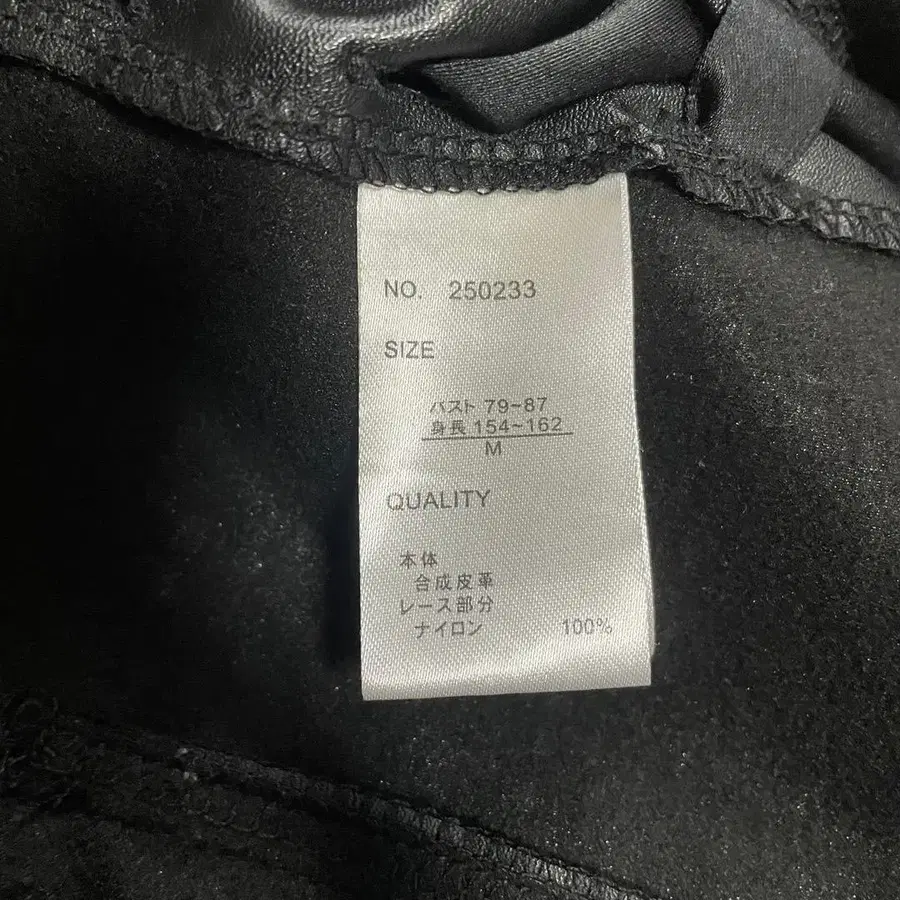 NO. 250233
SIZE
バスト 79~87
身長 154~162
M
QUALITY
本体
合成皮革
レース部分
ナイロン 100%